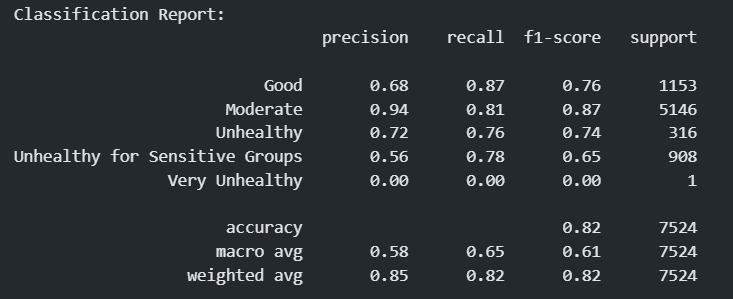 Classification Report:
precision recall f1-score support
Good 0.68 0.87 0.76 1153
Moderate 0.94 0.81 0.87 5146
Unhealthy 0.72 0.76 0.74 316
Unhealthy for Sensitive Groups 0.56 0.78 0.65 908
Very Unhealthy 0.00 0.00 0.00 1
accuracy 0.82 7524
macro avg 0.58 0.65 0.61 7524
weighted avg 0.85 0.82 0.82 7524